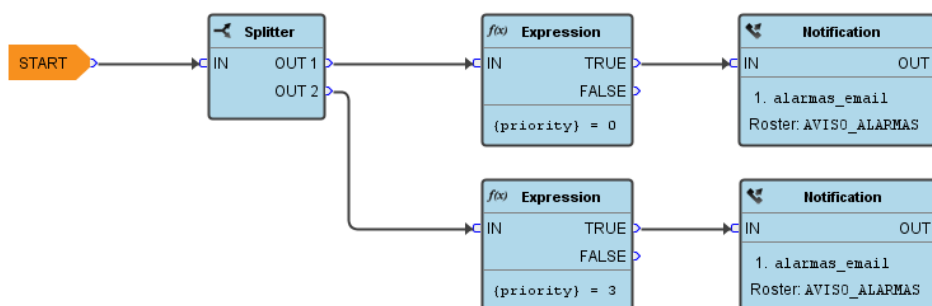 START
Splitter
IN OUT 1
OUT 2
f(x) Expression
IN TRUE
FALSE
{priority} = 0
Notification
IN OUT
1. alarmas_email
Roster: AVISO_ALARMAS
f(x) Expression
IN TRUE
FALSE
{priority} = 3
Notification
IN OUT
1. alarmas_email
Roster: AVISO_ALARMAS